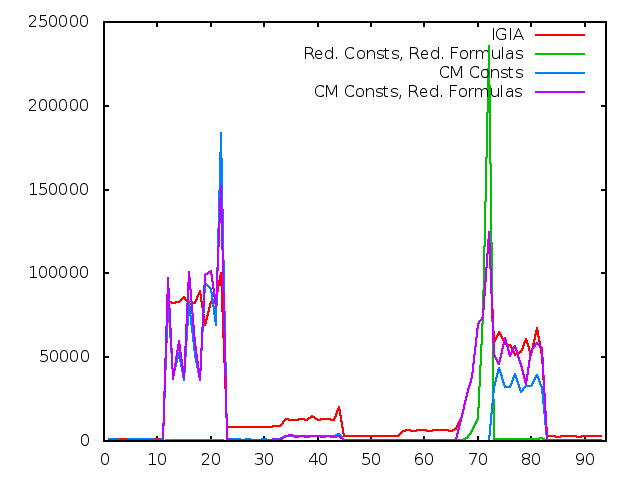 250000
200000
150000
100000
50000
0
0 10 20 30 40 50 60 70 80 90
IGIA
Red. Consts, Red. Formulas
CM Consts
CM Consts, Red. Formulas